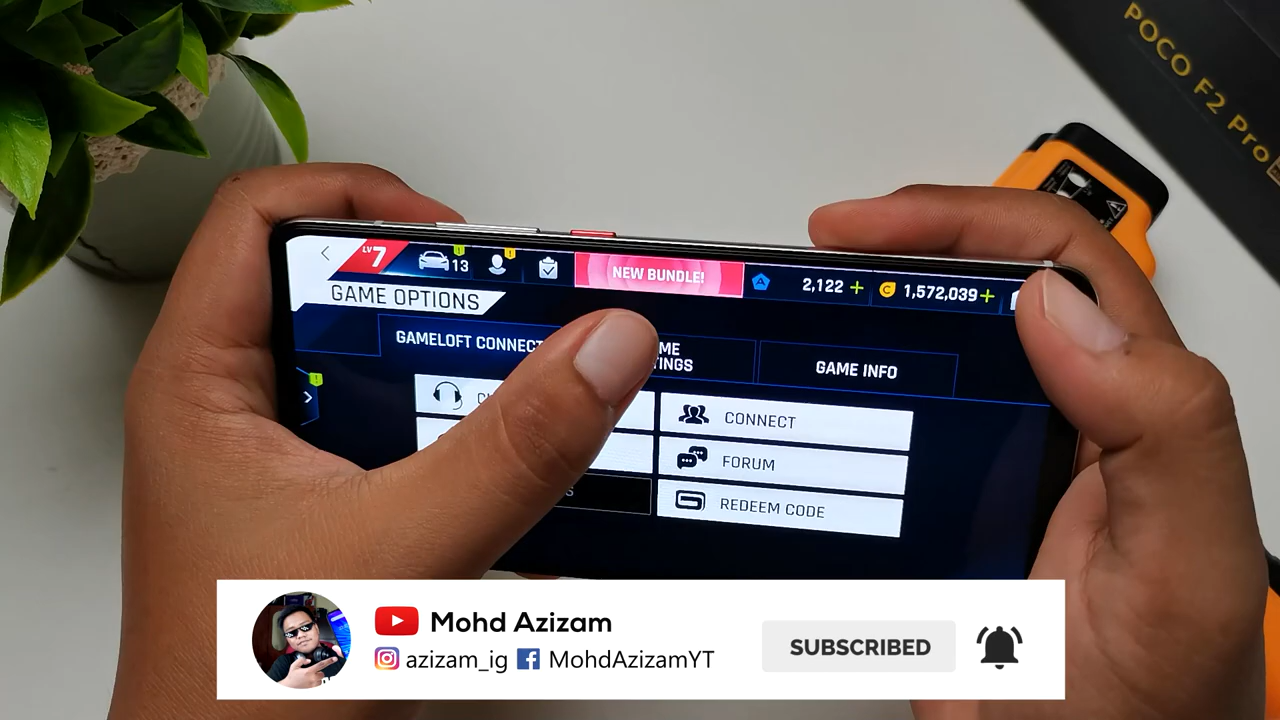 POCO F2 Pro
LV 7
13
NEW BUNDLE!
2,122 +
1,572,039 +
GAME OPTIONS
GAMELOFT CONNECT
GAME INFO
CONNECT
FORUM
REDEEM CODE
Mohd Azizam
azizam_ig MohdAzizamYT
SUBSCRIBED